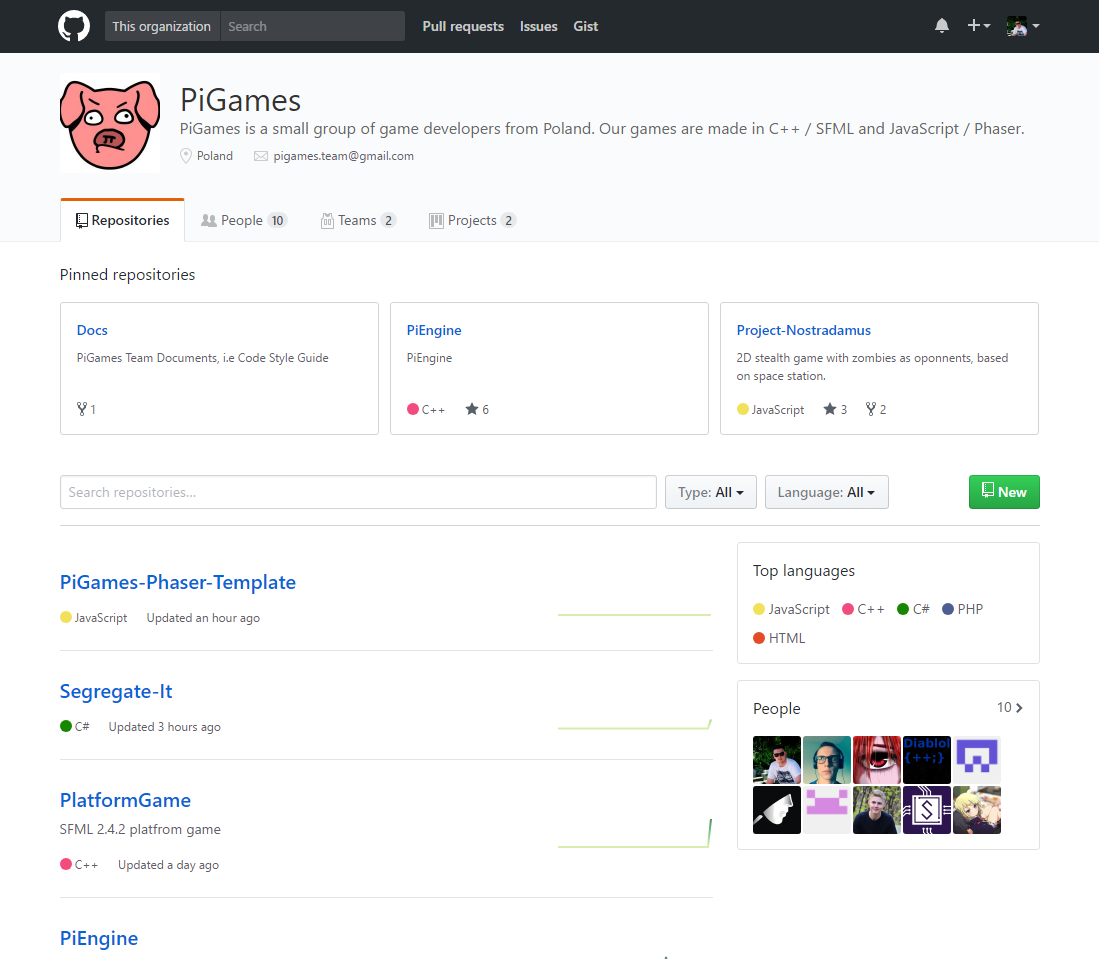 This organization Search Pull requests Issues Gist
PiGames
PiGames is a small group of game developers from Poland. Our games are made in C++ / SFML and JavaScript / Phaser.
Poland pigames.team@gmail.com
Repositories People 10 Teams 2 Projects 2
Pinned repositories
Docs
PiGames Team Documents, i.e Code Style Guide
1
PiEngine
PiEngine
C++ 6
Project-Nostradamus
2D stealth game with zombies as oponnents, based
on space station.
JavaScript 3 2
Search repositories... Type: All Language: All New
PiGames-Phaser-Template
JavaScript Updated an hour ago
Segregate-It
C# Updated 3 hours ago
PlatformGame
SFML 2.4.2 platfrom game
C++ Updated a day ago
PiEngine
Top languages
JavaScript C++ C# PHP
HTML
People 10
Diablol
{++;}
$